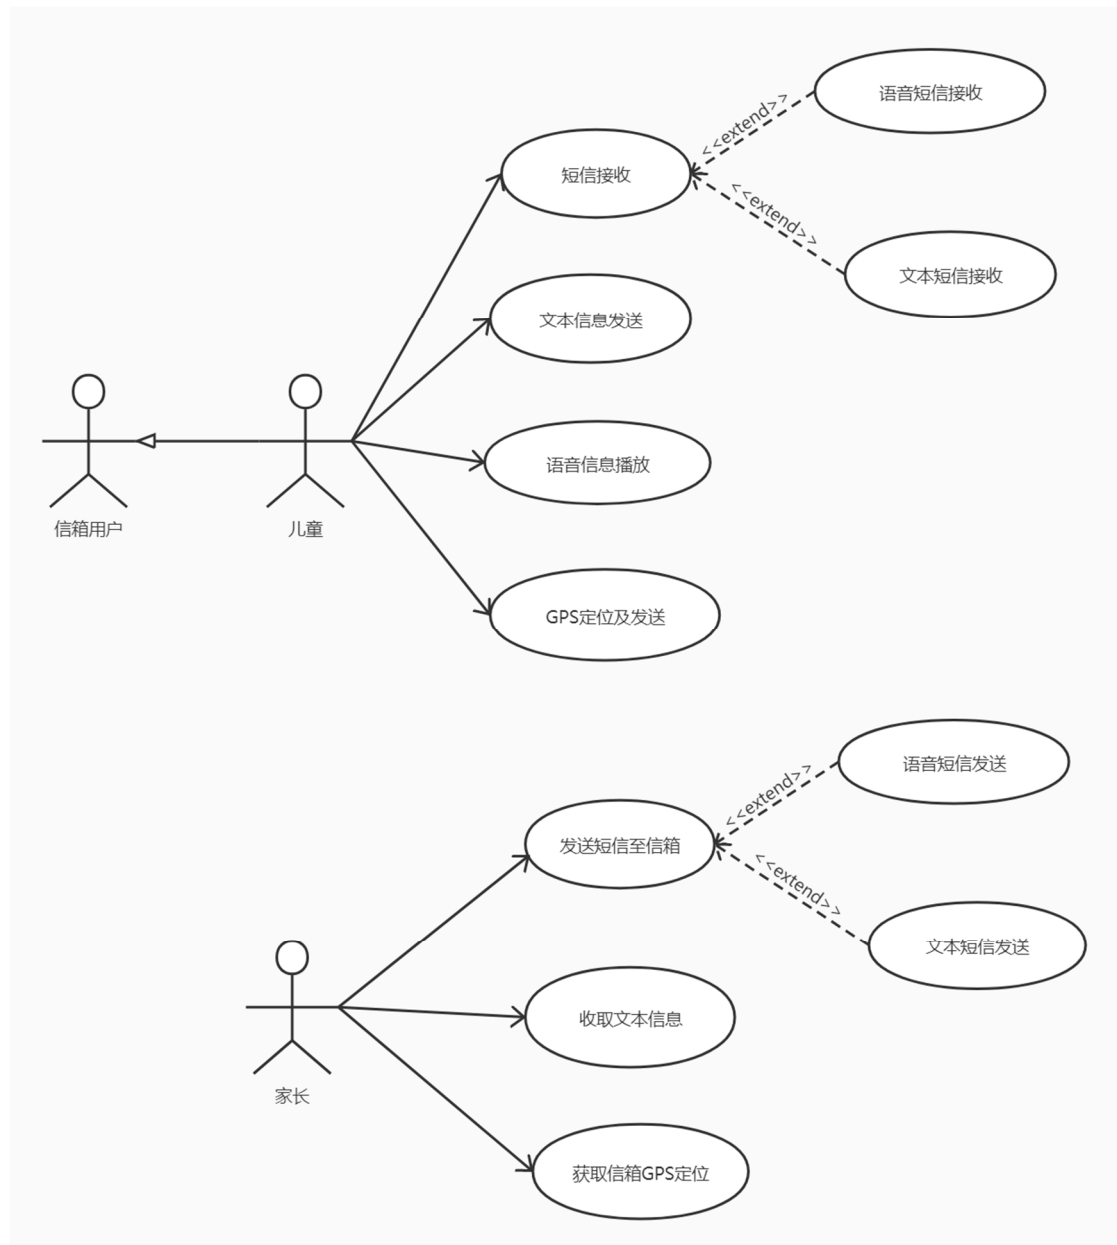 语音短信接收
<<extend>>
短信接收
<<extend>>
文本短信接收
文本信息发送
语音信息播放
信箱用户
儿童
GPS定位及发送
语音短信发送
<<extend>>
发送短信至信箱
<<extend>>
文本短信发送
收取文本信息
家长
获取信箱GPS定位